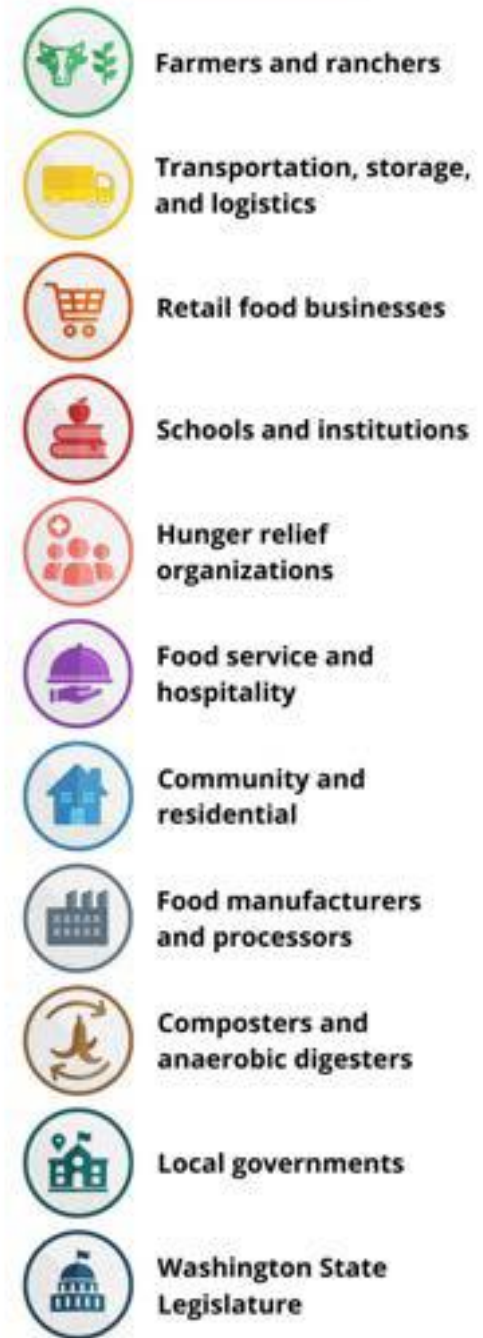 Farmers and ranchers
Transportation, storage,
and logistics
Retail food businesses
Schools and institutions
Hunger relief
organizations
Food service and
hospitality
Community and
residential
Food manufacturers
and processors
Composters and
anaerobic digesters
Local governments
Washington State
Legislature